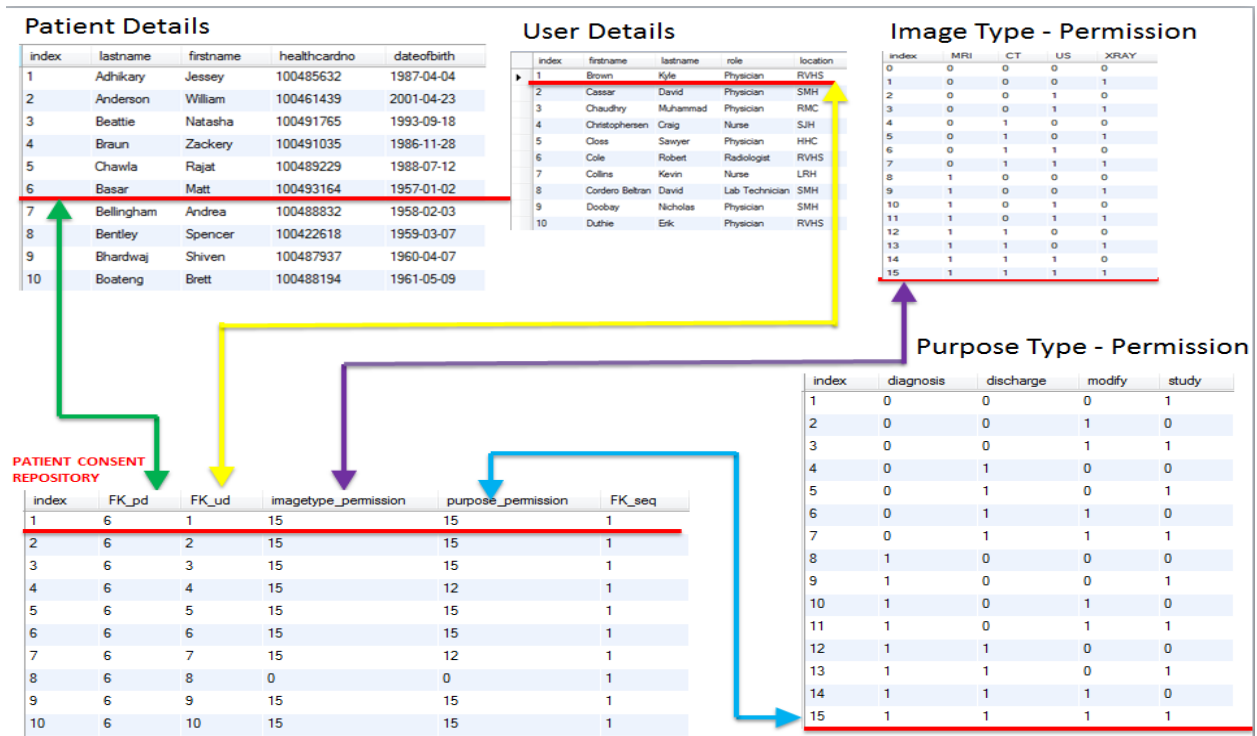 Patient Details
index lastname firstname healthcardno dateofbirth
1 Adhikary Jessey 100485632 1987-04-04
2 Anderson William 100461439 2001-04-23
3 Beattie Natasha 100491765 1993-09-18
4 Braun Zackery 100491035 1986-11-28
5 Chawla Rajat 100489229 1988-07-12
6 Basar Matt 100493164 1957-01-02
7 Bellingham Andrea 100488832 1958-02-03
8 Bentley Spencer 100422618 1959-03-07
9 Bhardwaj Shiven 100487937 1960-04-07
10 Boateng Brett 100488194 1961-05-09
User Details
index firstname lastname role location
1 Brown Kyle Physician RVHS
2 Cassar David Physician SMH
3 Chaudhry Muhammad Physician RMC
4 Christophersen Craig Nurse SJH
5 Closs Sawyer Physician HHC
6 Cole Robert Radiologist RVHS
7 Collins Kevin Nurse LRH
8 Cordero Beltran David Lab Technician SMH
9 Doobay Nicholas Physician SMH
10 Duthie Erik Physician RVHS
Image Type - Permission
index MRI CT US XRAY
0 0 0 0 0
1 0 0 0 1
2 0 0 1 0
3 0 0 1 1
4 0 1 0 0
5 0 1 0 1
6 0 1 1 0
7 0 1 1 1
8 1 0 0 0
9 1 0 0 1
10 1 0 1 0
11 1 0 1 1
12 1 1 0 0
13 1 1 0 1
14 1 1 1 0
15 1 1 1 1
Purpose Type - Permission
index diagnosis discharge modify study
1 0 0 0 1
2 0 0 1 0
3 0 0 1 1
4 0 1 0 0
5 0 1 0 1
6 0 1 1 0
7 0 1 1 1
8 1 0 0 0
9 1 0 0 1
10 1 0 1 0
11 1 0 1 1
12 1 1 0 0
13 1 1 0 1
14 1 1 1 0
15 1 1 1 1
PATIENT CONSENT
REPOSITORY
index FK_pd FK_ud imagetype_permission purpose_permission FK_seq
1 6 1 15 15 1
2 6 2 15 15 1
3 6 3 15 15 1
4 6 4 15 12 1
5 6 5 15 15 1
6 6 6 15 15 1
7 6 7 15 12 1
8 6 8 0 0 1
9 6 9 15 15 1
10 6 10 15 15 1